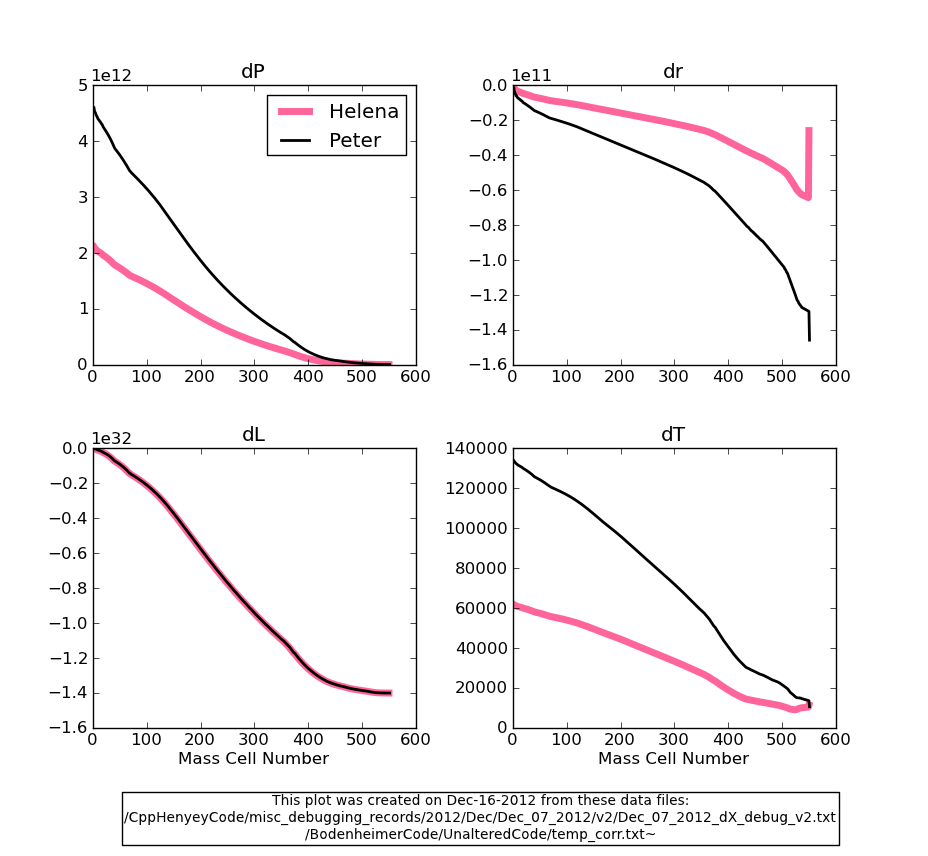 dP
1e12
5
4
3
2
1
0
0 100 200 300 400 500 600
Helena
Peter
dr
1e11
0.0
−0.2
−0.4
−0.6
−0.8
−1.0
−1.2
−1.4
−1.6
0 100 200 300 400 500 600
dL
1e32
0.0
−0.2
−0.4
−0.6
−0.8
−1.0
−1.2
−1.4
−1.6
0 100 200 300 400 500 600
Mass Cell Number
dT
140000
120000
100000
80000
60000
40000
20000
0
0 100 200 300 400 500 600
Mass Cell Number
This plot was created on Dec-16-2012 from these data files:
/CppHenyeyCode/misc_debugging_records/2012/Dec/Dec_07_2012/v2/Dec_07_2012_dX_debug_v2.txt
/BodenheimerCode/UnalteredCode/temp_corr.txt~